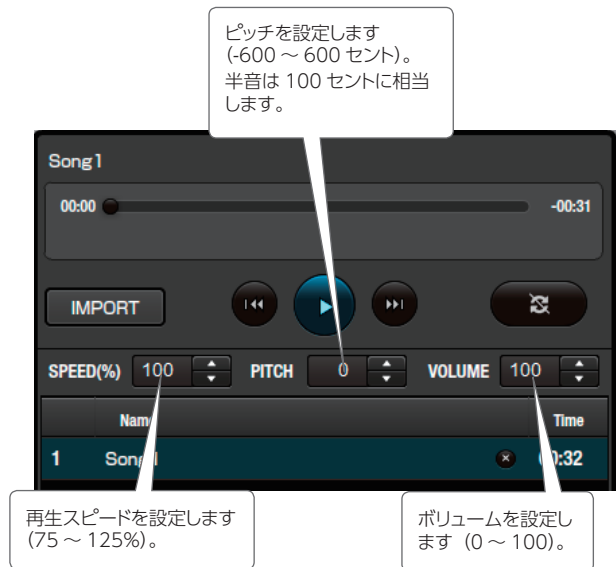 ピッチを設定します
(-600 ～ 600 セント)。
半音は 100 セントに相当
します。
Song1
00:00
-00:31
IMPORT
SPEED(%) 100 PITCH 0 VOLUME 100
Name Time
1
再生スピードを設定します
(75 ～ 125%)。
ボリュームを設定し
ます (0 ～ 100)。